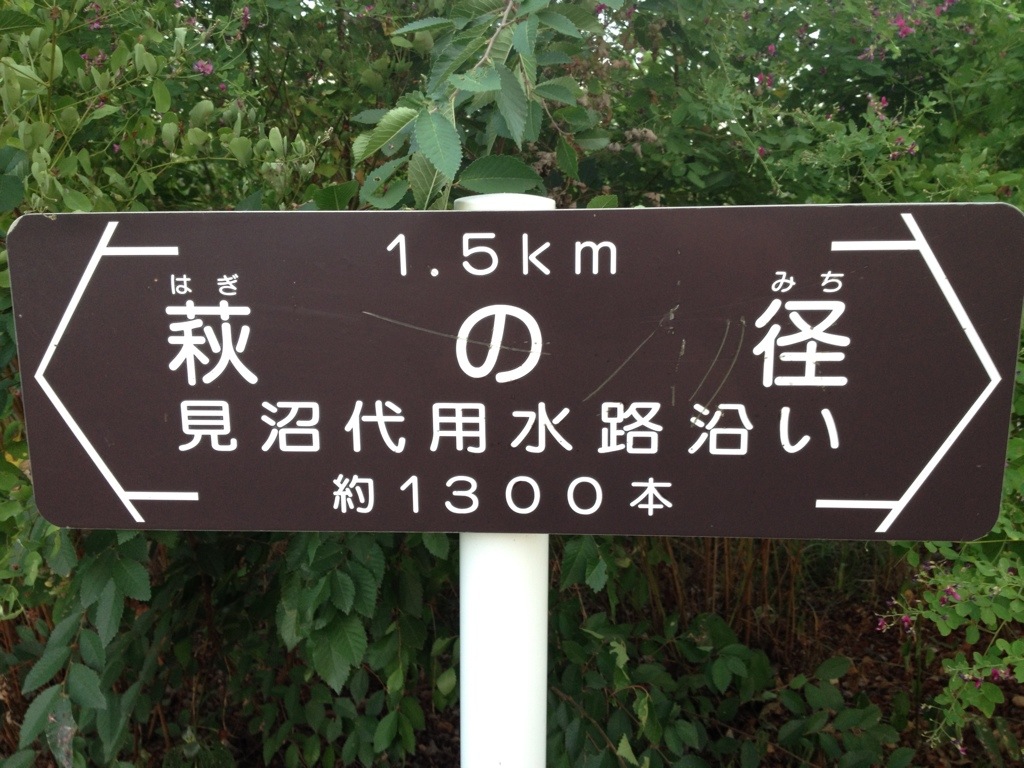 1.5km
はぎ みち
萩の径
見沼代用水路沿い
約1300本